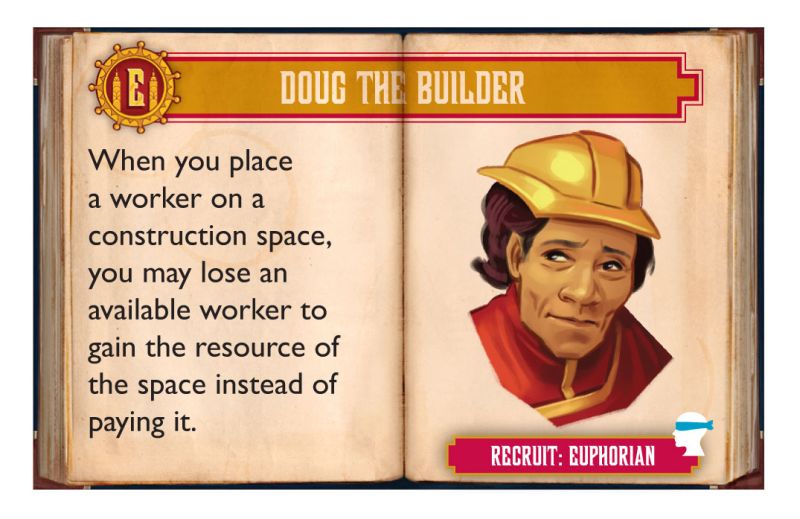 E
DOUG THE BUILDER
When you place
a worker on a
construction space,
you may lose an
available worker to
gain the resource of
the space instead of
paying it.
RECRUIT: EUPHORIAN